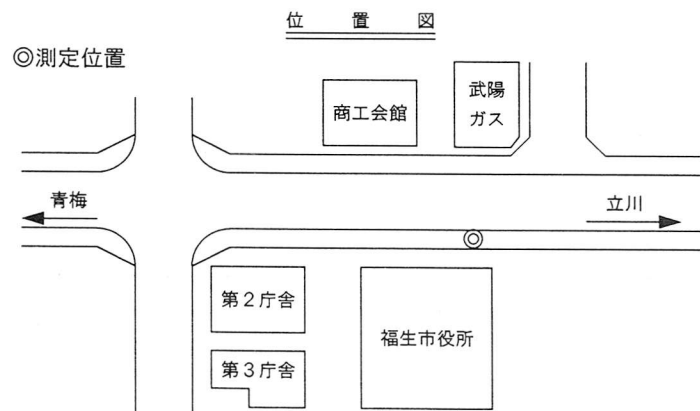 位置図
◎測定位置
武陽
ガス
商工会館
青梅
立川
第2庁舎
福生市役所
第3庁舎